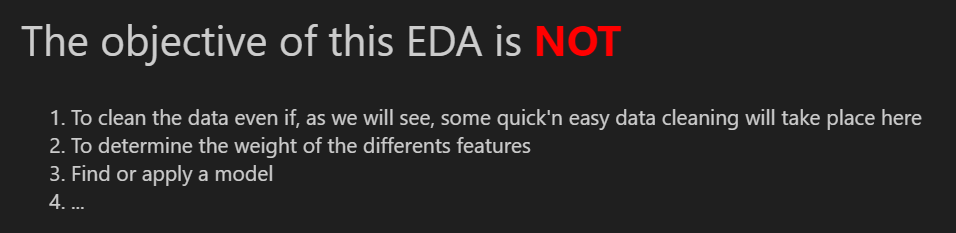 The objective of this EDA is NOT
1. To clean the data even if, as we will see, some quick'n easy data cleaning will take place here
2. To determine the weight of the differents features
3. Find or apply a model
4. ...